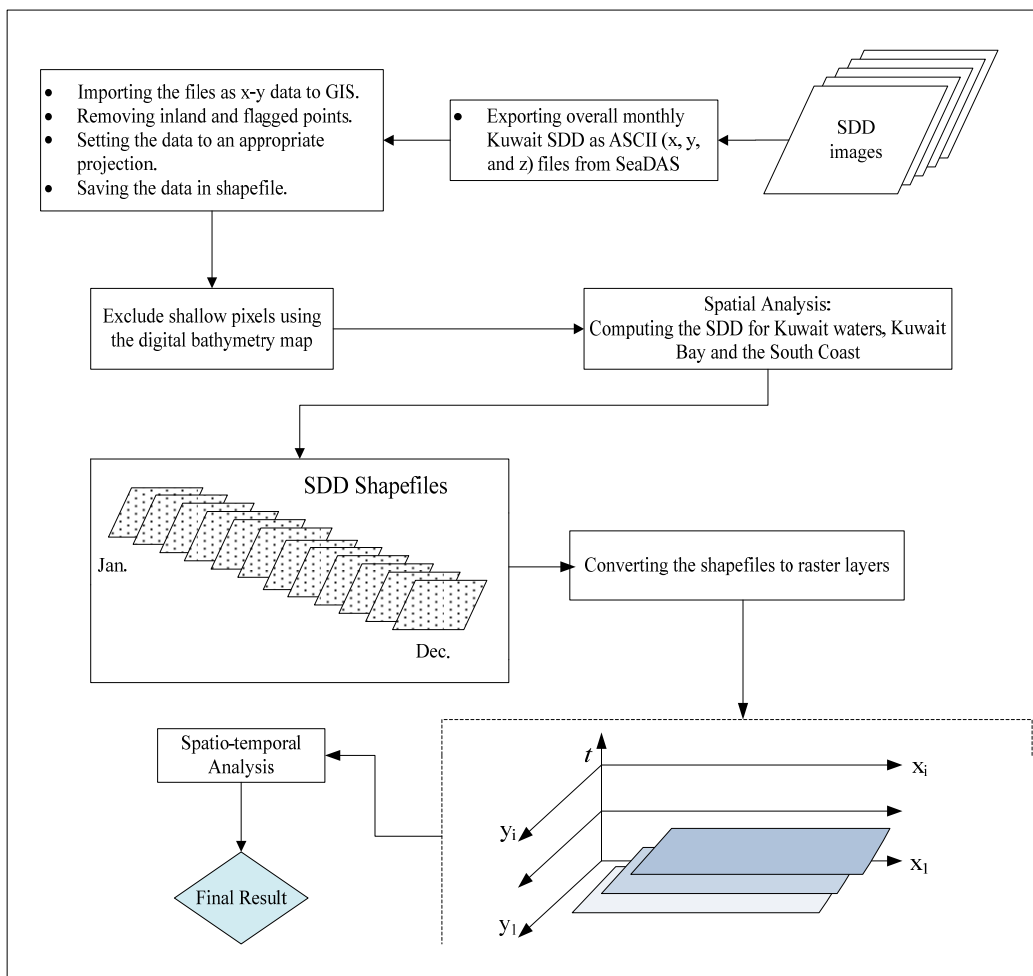 SDD
images
• Exporting overall monthly
Kuwait SDD as ASCII (x, y,
and z) files from SeaDAS
• Importing the files as x-y data to GIS.
• Removing inland and flagged points.
• Setting the data to an appropriate
projection.
• Saving the data in shapefile.
Exclude shallow pixels using
the digital bathymetry map
Spatial Analysis:
Computing the SDD for Kuwait waters, Kuwait
Bay and the South Coast
SDD Shapefiles
Jan.
Dec.
Converting the shapefiles to raster layers
t
xi
yi
x1
y1
Spatio-temporal
Analysis
Final Result